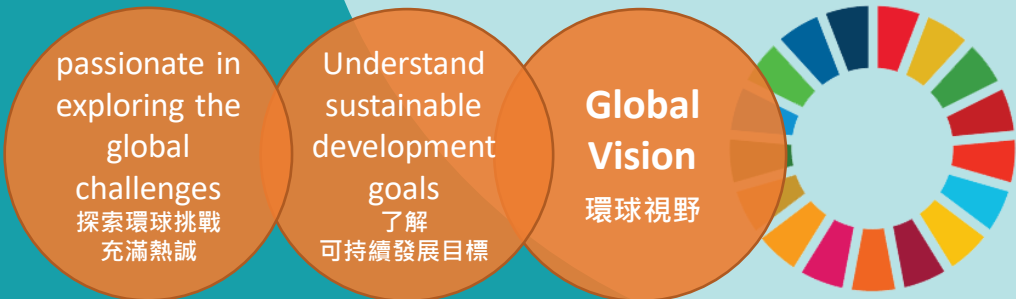 passionate in
exploring the
global
challenges
探索環球挑戰
充滿熱誠
Understand
sustainable
development
goals
了解
可持續發展目標
Global
Vision
環球視野